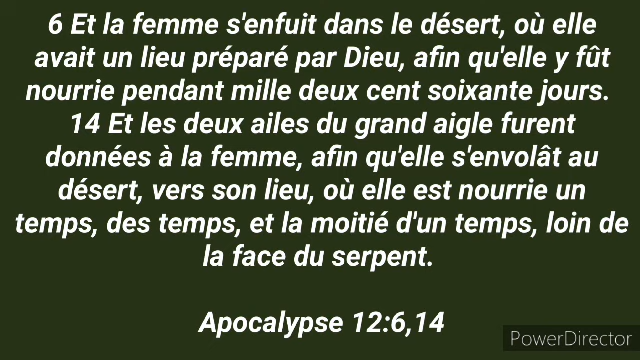 6 Et la femme s'enfuit dans le désert, où elle
avait un lieu préparé par Dieu, afin qu'elle y fût
nourrie pendant mille deux cent soixante jours.
14 Et les deux ailes du grand aigle furent
données à la femme, afin qu'elle s'envolât au
désert, vers son lieu, où elle est nourrie un
temps, des temps, et la moitié d'un temps, loin de
la face du serpent.
Apocalypse 12:6,14
PowerDirector